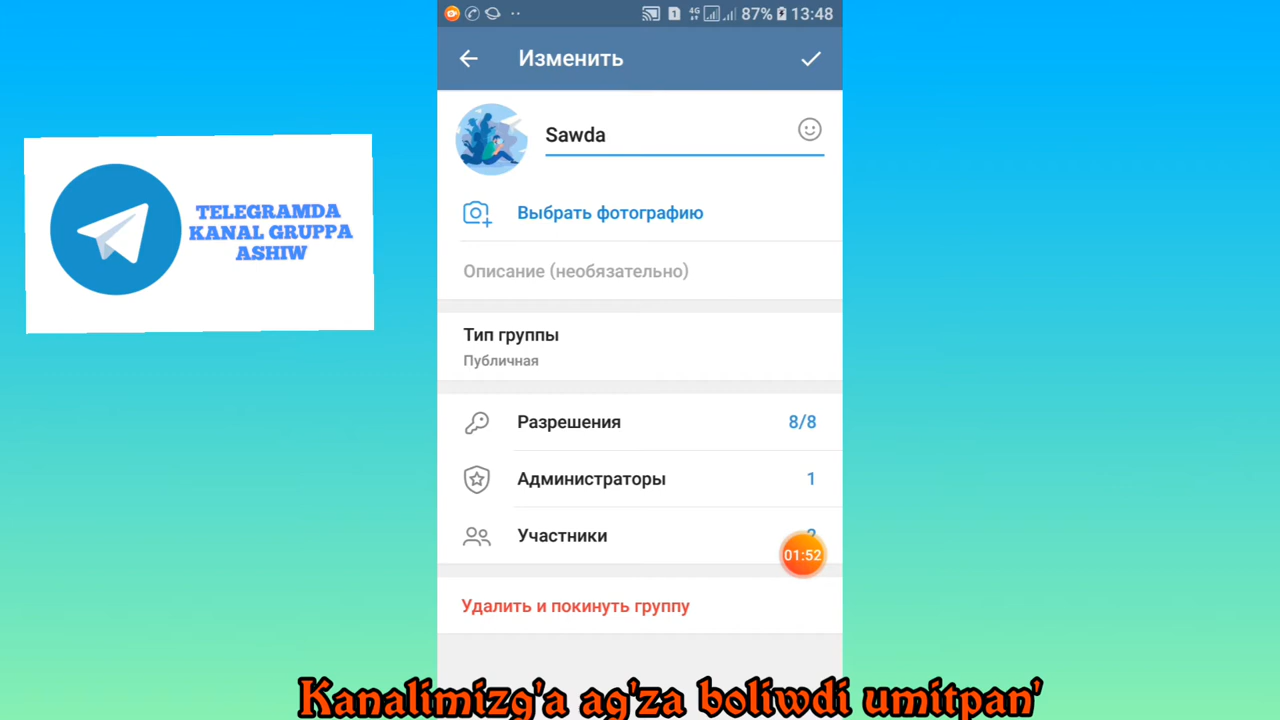 87% 13:48
Изменить
Sawda
TELEGRAMDA
KANAL GRUPPA
ASHIW
Выбрать фотографию
Описание (необязательно)
Тип группы
Публичная
Разрешения 8/8
Администраторы 1
Участники
01:52
Удалить и покинуть группу
Kanalimizg'a ag'za boliwdi umitpan'